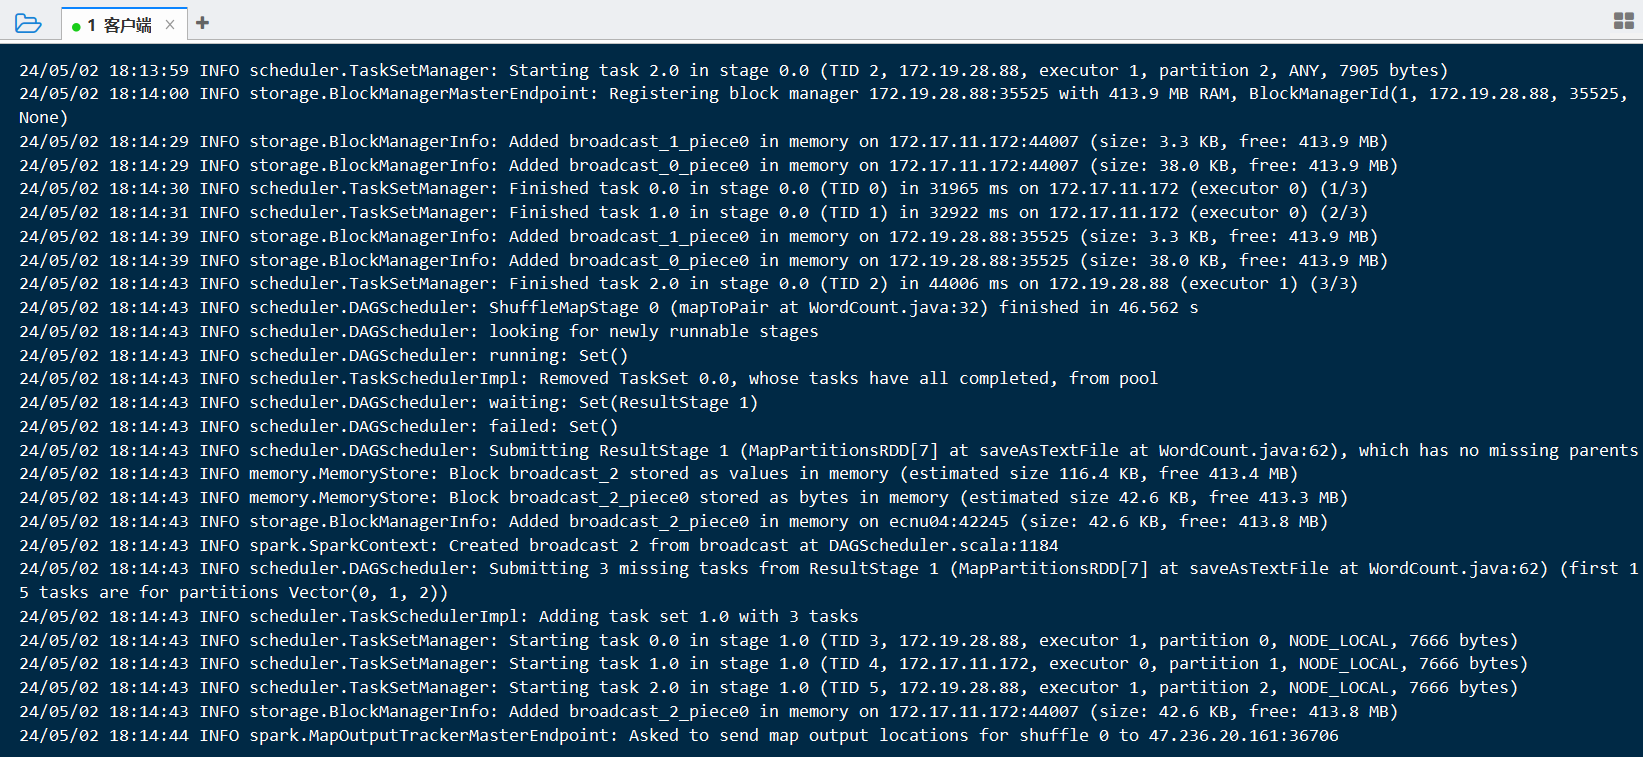 1 客户端 × +
24/05/02 18:13:59 INFO scheduler.TaskSetManager: Starting task 2.0 in stage 0.0 (TID 2, 172.19.28.88, executor 1, partition 2, ANY, 7905 bytes)
24/05/02 18:14:00 INFO storage.BlockManagerMasterEndpoint: Registering block manager 172.19.28.88:35525 with 413.9 MB RAM, BlockManagerId(1, 172.19.28.88, 35525,
None)
24/05/02 18:14:29 INFO storage.BlockManagerInfo: Added broadcast_1_piece0 in memory on 172.17.11.172:44007 (size: 3.3 KB, free: 413.9 MB)
24/05/02 18:14:29 INFO storage.BlockManagerInfo: Added broadcast_0_piece0 in memory on 172.17.11.172:44007 (size: 38.0 KB, free: 413.9 MB)
24/05/02 18:14:30 INFO scheduler.TaskSetManager: Finished task 0.0 in stage 0.0 (TID 0) in 31965 ms on 172.17.11.172 (executor 0) (1/3)
24/05/02 18:14:31 INFO scheduler.TaskSetManager: Finished task 1.0 in stage 0.0 (TID 1) in 32922 ms on 172.17.11.172 (executor 0) (2/3)
24/05/02 18:14:39 INFO storage.BlockManagerInfo: Added broadcast_1_piece0 in memory on 172.19.28.88:35525 (size: 3.3 KB, free: 413.9 MB)
24/05/02 18:14:39 INFO storage.BlockManagerInfo: Added broadcast_0_piece0 in memory on 172.19.28.88:35525 (size: 38.0 KB, free: 413.9 MB)
24/05/02 18:14:43 INFO scheduler.TaskSetManager: Finished task 2.0 in stage 0.0 (TID 2) in 44006 ms on 172.19.28.88 (executor 1) (3/3)
24/05/02 18:14:43 INFO scheduler.DAGScheduler: ShuffleMapStage 0 (mapToPair at WordCount.java:32) finished in 46.562 s
24/05/02 18:14:43 INFO scheduler.DAGScheduler: looking for newly runnable stages
24/05/02 18:14:43 INFO scheduler.DAGScheduler: running: Set()
24/05/02 18:14:43 INFO scheduler.TaskSchedulerImpl: Removed TaskSet 0.0, whose tasks have all completed, from pool
24/05/02 18:14:43 INFO scheduler.DAGScheduler: waiting: Set(ResultStage 1)
24/05/02 18:14:43 INFO scheduler.DAGScheduler: failed: Set()
24/05/02 18:14:43 INFO scheduler.DAGScheduler: Submitting ResultStage 1 (MapPartitionsRDD[7] at saveAsTextFile at WordCount.java:62), which has no missing parents
24/05/02 18:14:43 INFO memory.MemoryStore: Block broadcast_2 stored as values in memory (estimated size 116.4 KB, free 413.4 MB)
24/05/02 18:14:43 INFO memory.MemoryStore: Block broadcast_2_piece0 stored as bytes in memory (estimated size 42.6 KB, free 413.3 MB)
24/05/02 18:14:43 INFO storage.BlockManagerInfo: Added broadcast_2_piece0 in memory on ecnu04:42245 (size: 42.6 KB, free: 413.8 MB)
24/05/02 18:14:43 INFO spark.SparkContext: Created broadcast 2 from broadcast at DAGScheduler.scala:1184
24/05/02 18:14:43 INFO scheduler.DAGScheduler: Submitting 3 missing tasks from ResultStage 1 (MapPartitionsRDD[7] at saveAsTextFile at WordCount.java:62) (first 1
5 tasks are for partitions Vector(0, 1, 2))
24/05/02 18:14:43 INFO scheduler.TaskSchedulerImpl: Adding task set 1.0 with 3 tasks
24/05/02 18:14:43 INFO scheduler.TaskSetManager: Starting task 0.0 in stage 1.0 (TID 3, 172.19.28.88, executor 1, partition 0, NODE_LOCAL, 7666 bytes)
24/05/02 18:14:43 INFO scheduler.TaskSetManager: Starting task 1.0 in stage 1.0 (TID 4, 172.17.11.172, executor 0, partition 1, NODE_LOCAL, 7666 bytes)
24/05/02 18:14:43 INFO scheduler.TaskSetManager: Starting task 2.0 in stage 1.0 (TID 5, 172.19.28.88, executor 1, partition 2, NODE_LOCAL, 7666 bytes)
24/05/02 18:14:43 INFO storage.BlockManagerInfo: Added broadcast_2_piece0 in memory on 172.17.11.172:44007 (size: 42.6 KB, free: 413.8 MB)
24/05/02 18:14:44 INFO spark.MapOutputTrackerMasterEndpoint: Asked to send map output locations for shuffle 0 to 47.236.20.161:36706